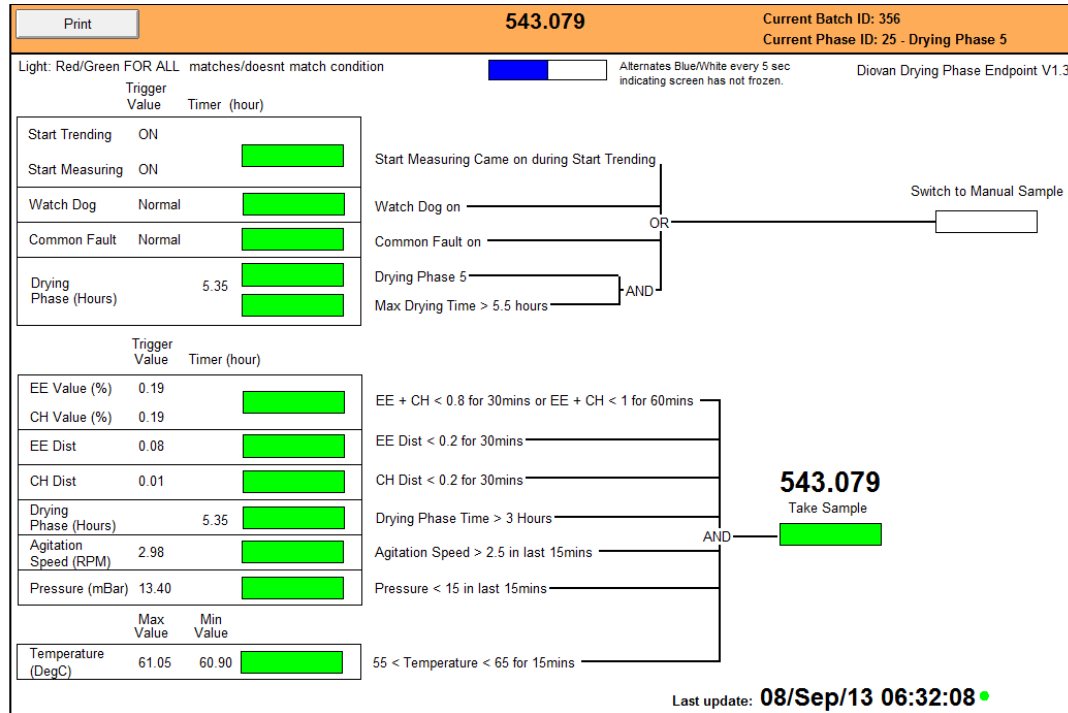 Print
543.079
Current Batch ID: 356
Current Phase ID: 25 - Drying Phase 5
Light: Red/Green FOR ALL matches/doesnt match condition
Alternates Blue/White every 5 sec
indicating screen has not frozen.
Diovan Drying Phase Endpoint V1.3
Trigger
Value Timer (hour)
Start Trending ON
Start Measuring ON
Start Measuring Came on during Start Trending
Switch to Manual Sample
Watch Dog Normal
Watch Dog on
OR
Common Fault Normal
Common Fault on
Drying
Phase (Hours) 5.35
Drying Phase 5
AND
Max Drying Time > 5.5 hours
Trigger
Value Timer (hour)
EE Value (%) 0.19
CH Value (%) 0.19
EE + CH < 0.8 for 30mins or EE + CH < 1 for 60mins
EE Dist 0.08
EE Dist < 0.2 for 30mins
CH Dist 0.01
CH Dist < 0.2 for 30mins
543.079
Take Sample
Drying
Phase (Hours) 5.35
Drying Phase Time > 3 Hours
AND
Agitation
Speed (RPM) 2.98
Agitation Speed > 2.5 in last 15mins
Pressure (mBar) 13.40
Pressure < 15 in last 15mins
Max
Value
Min
Value
Temperature
(DegC) 61.05 60.90
55 < Temperature < 65 for 15mins
Last update: 08/Sep/13 06:32:08